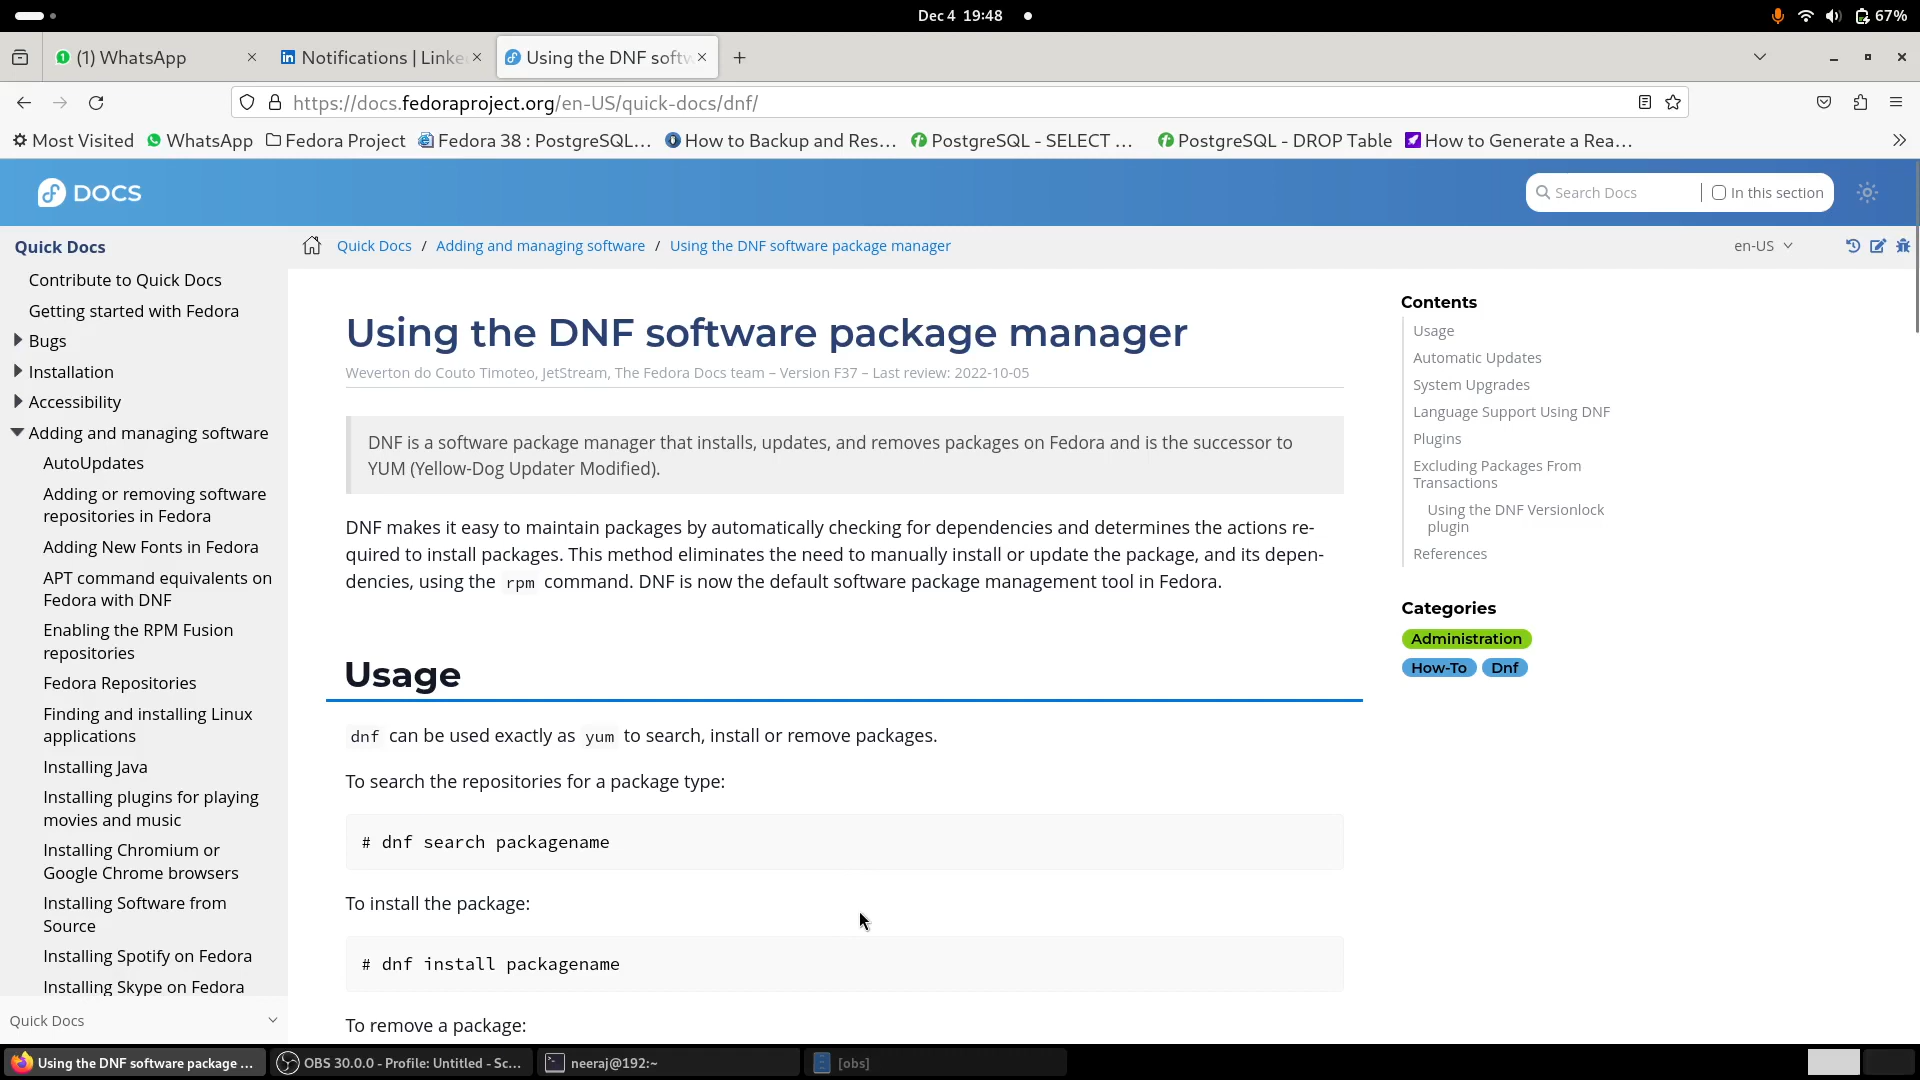 Dec 4 19:48
67%
(1) WhatsApp
Notifications | Linke
Using the DNF softw
https://docs.fedoraproject.org/en-US/quick-docs/dnf/
Most Visited
WhatsApp
Fedora Project
Fedora 38 : PostgreSQL...
How to Backup and Res...
PostgreSQL - SELECT ...
PostgreSQL - DROP Table
How to Generate a Rea...
DOCS
Search Docs
In this section
Quick Docs
Contribute to Quick Docs
Getting started with Fedora
Bugs
Installation
Accessibility
Adding and managing software
AutoUpdates
Adding or removing software
repositories in Fedora
Adding New Fonts in Fedora
APT command equivalents on
Fedora with DNF
Enabling the RPM Fusion
repositories
Fedora Repositories
Finding and installing Linux
applications
Installing Java
Installing plugins for playing
movies and music
Installing Chromium or
Google Chrome browsers
Installing Software from
Source
Installing Spotify on Fedora
Installing Skype on Fedora
Quick Docs
Quick Docs / Adding and managing software / Using the DNF software package manager
en-US
Using the DNF software package manager
Weverton do Couto Timoteo, JetStream, The Fedora Docs team – Version F37 – Last review: 2022-10-05
DNF is a software package manager that installs, updates, and removes packages on Fedora and is the successor to
YUM (Yellow-Dog Updater Modified).
DNF makes it easy to maintain packages by automatically checking for dependencies and determines the actions re-
quired to install packages. This method eliminates the need to manually install or update the package, and its depen-
dencies, using the rpm command. DNF is now the default software package management tool in Fedora.
Usage
dnf can be used exactly as yum to search, install or remove packages.
To search the repositories for a package type:
# dnf search packagename
To install the package:
# dnf install packagename
To remove a package:
Contents
Usage
Automatic Updates
System Upgrades
Language Support Using DNF
Plugins
Excluding Packages From
Transactions
Using the DNF Versionlock
plugin
References
Categories
Administration
How-To
Dnf
Using the DNF software package ...
OBS 30.0.0 - Profile: Untitled - Sc...
neeraj@192:~
[obs]